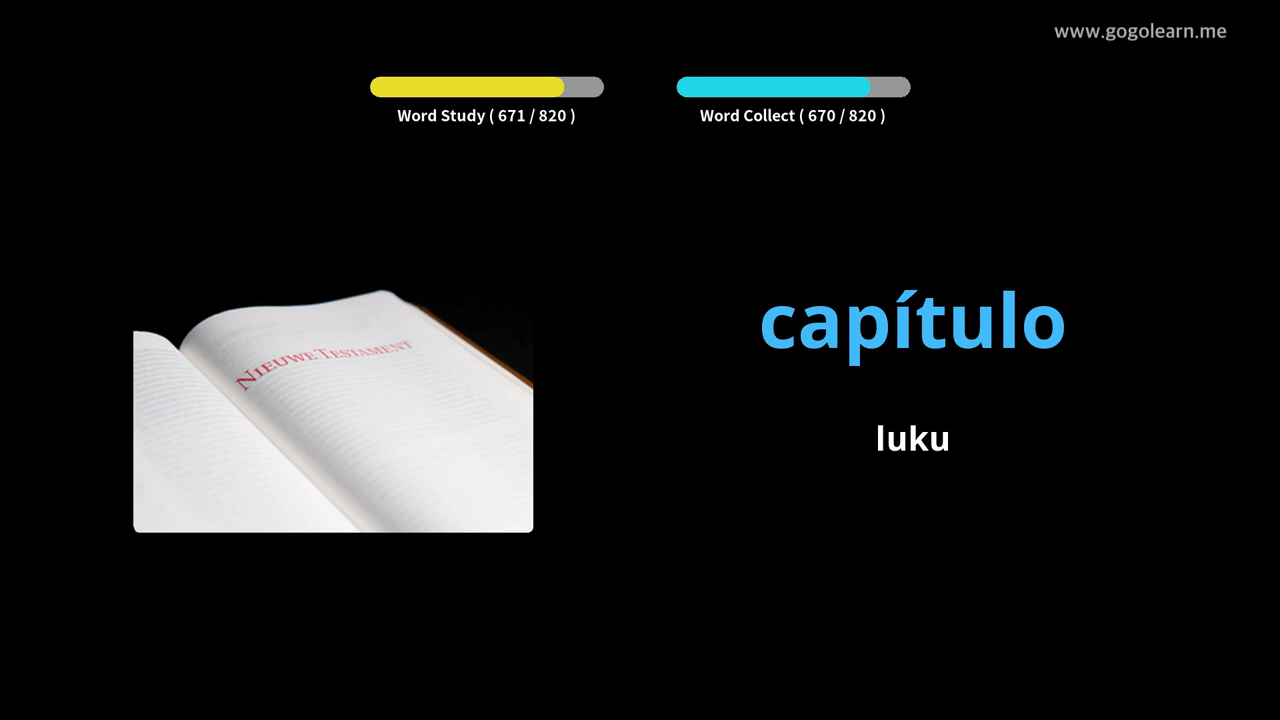 www.gogolearn.me
Word Study ( 671 / 820 )
Word Collect ( 670 / 820 )
NIEUWE TESTAMENT
capítulo
luku